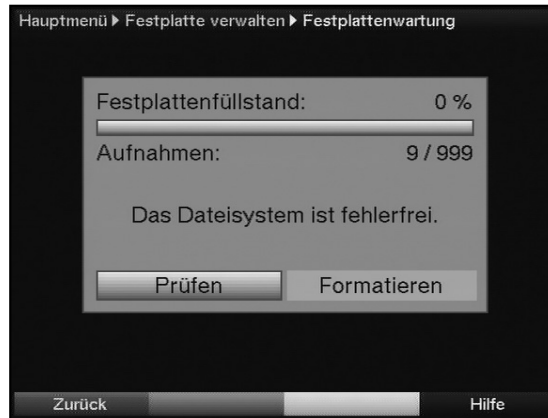 Hauptmenü ▶ Festplatte verwalten ▶ Festplattenwartung
Festplattenfüllstand: 0 %
Aufnahmen: 9 / 999
Das Dateisystem ist fehlerfrei.
Prüfen Formatieren
Zurück Hilfe